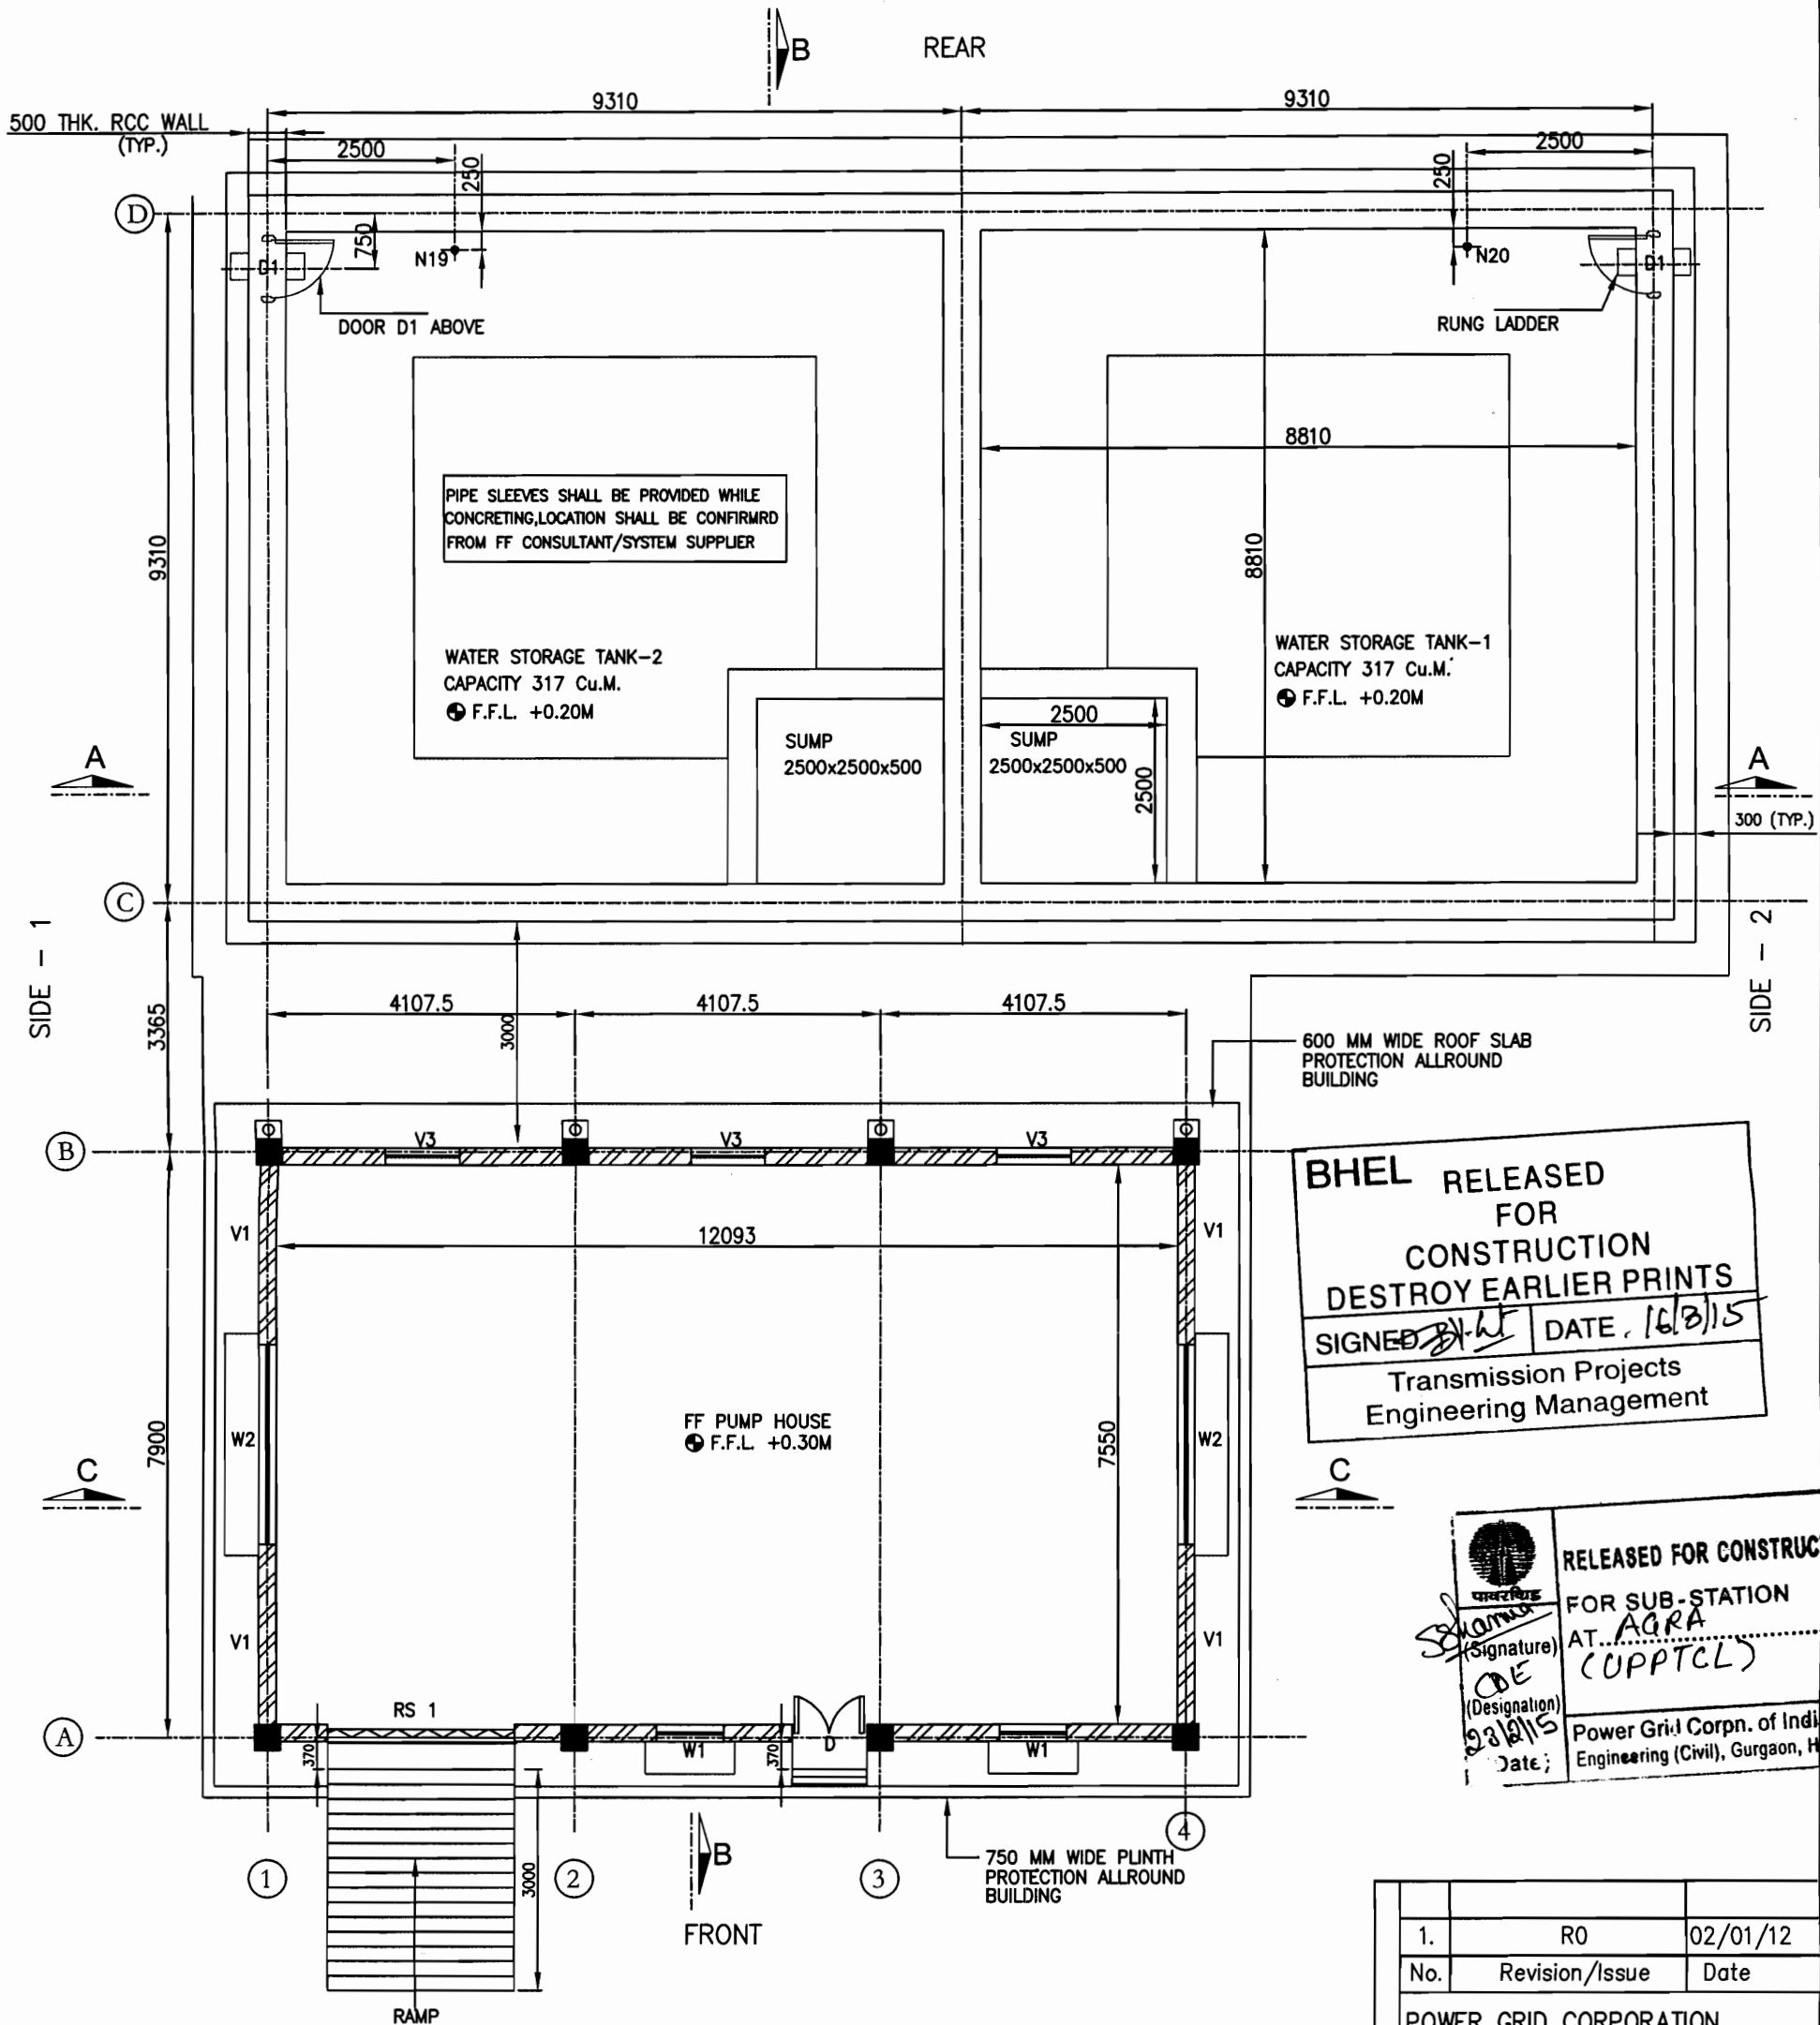 B
REAR
9310
9310
500 THK. RCC WALL
(TYP.)
2500
250
2500
250
D
750
N19
N20
D1
D1
DOOR D1 ABOVE
RUNG LADDER
8810
PIPE SLEEVES SHALL BE PROVIDED WHILE
CONCRETING,LOCATION SHALL BE CONFIRMRD
FROM FF CONSULTANT/SYSTEM SUPPLIER
9310
8810
WATER STORAGE TANK-2
CAPACITY 317 Cu.M.
F.F.L. +0.20M
WATER STORAGE TANK-1
CAPACITY 317 Cu.M.
F.F.L. +0.20M
SUMP
2500x2500x500
2500
SUMP
2500x2500x500
2500
A
A
300 (TYP.)
C
SIDE - 1
SIDE - 2
3365
4107.5
4107.5
4107.5
3000
600 MM WIDE ROOF SLAB
PROTECTION ALLROUND
BUILDING
B
V3
V3
V3
V1
12093
V1
BHEL RELEASED
FOR
CONSTRUCTION
DESTROY EARLIER PRINTS
SIGNED
DATE. 16/3/15
Transmission Projects
Engineering Management
7900
W2
FF PUMP HOUSE
F.F.L. +0.30M
7550
W2
C
C
V1
V1
पावरग्रिड
RELEASED FOR CONSTRUC
FOR SUB-STATION
AT AGRA
(UPPTCL)
Sharma
(Signature)
CDE
(Designation)
23/2/15
Date;
Power Grid Corpn. of Indi
Engineering (Civil), Gurgaon, H
A
RS 1
370
W1
370
D
W1
1
2
3
4
B
3000
750 MM WIDE PLINTH
PROTECTION ALLROUND
BUILDING
FRONT
RAMP
1. R0 02/01/12
No. Revision/Issue Date
POWER GRID CORPORATION